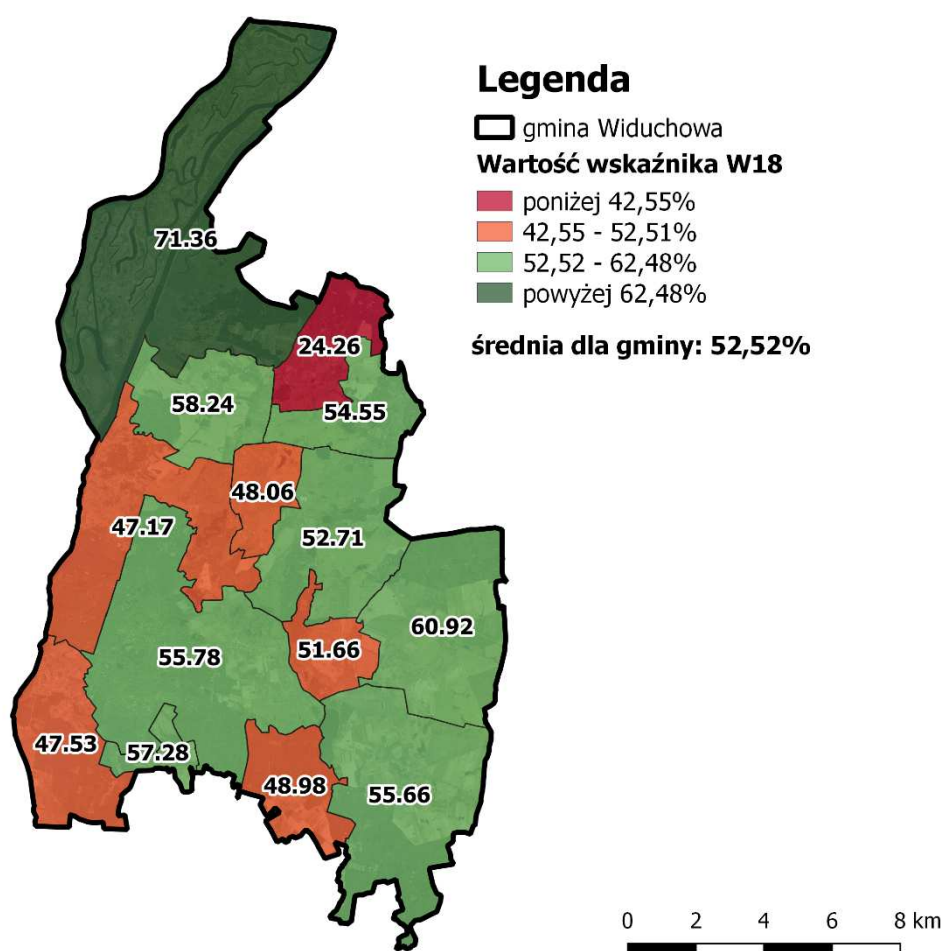 Legenda
gmina Widuchowa
Wartość wskaźnika W18
poniżej 42,55%
42,55 - 52,51%
52,52 - 62,48%
powyżej 62,48%
średnia dla gminy: 52,52%
71.36
24.26
58.24
54.55
48.06
47.17
52.71
60.92
51.66
55.78
47.53
57.28
48.98
55.66
0 2 4 6 8 km